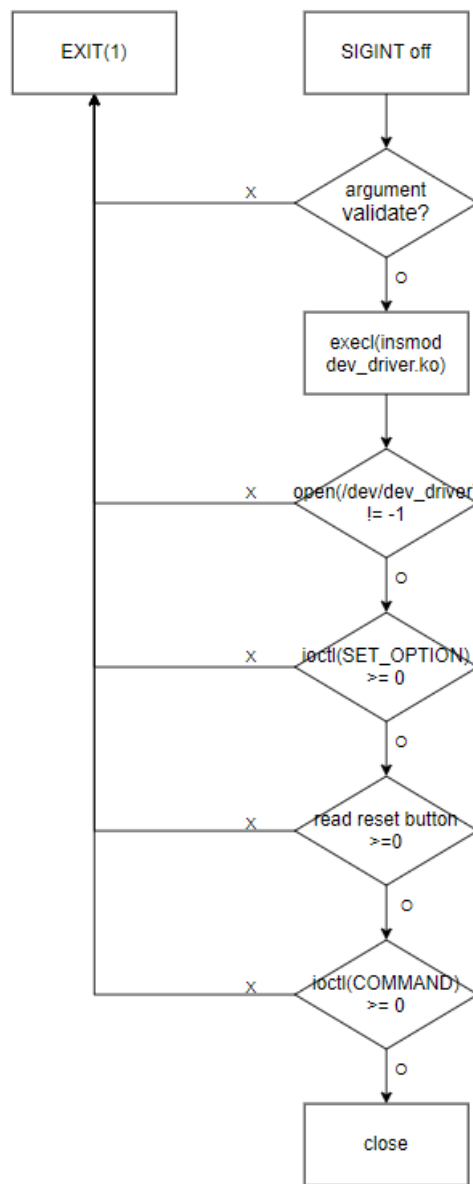 EXIT(1)
SIGINT off
argument
validate?
X
O
execl(insmod
dev_driver.ko)
open(/dev/dev_driver)
!= -1
X
O
ioctl(SET_OPTION)
>= 0
X
O
read reset button
>=0
X
O
ioctl(COMMAND)
>= 0
X
O
close